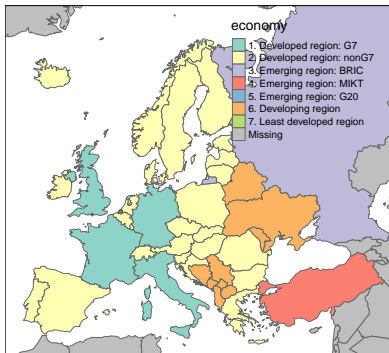 economy
1. Developed region: G7
2. Developed region: nonG7
3. Emerging region: BRIC
4. Emerging region: MIKT
5. Emerging region: G20
6. Developing region
7. Least developed region
Missing